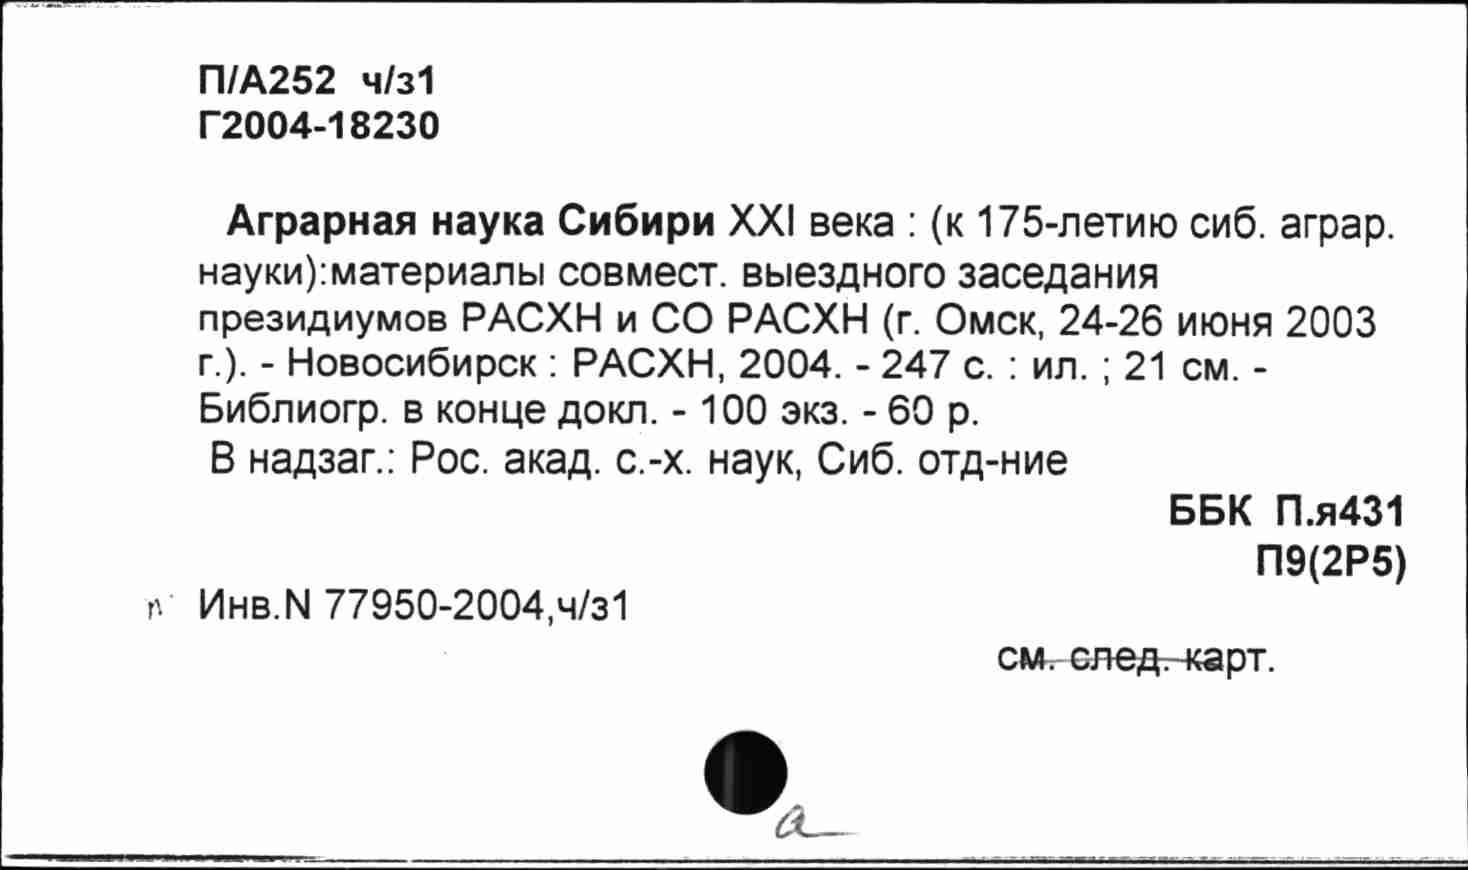 П/А252 ч/з1
Г2004-18230
Аграрная наука Сибири XXI века : (к 175-летию сиб. аграр.
науки):материалы совмест. выездного заседания
президиумов РАСХН и СО РАСХН (г. Омск, 24-26 июня 2003
г.). - Новосибирск : РАСХН, 2004. - 247 с. : ил. ; 21 см. -
Библиогр. в конце докл. - 100 экз. - 60 р.
В надзаг.: Рос. акад. с.-х. наук, Сиб. отд-ние
ББК П.я431
П9(2Р5)
п Инв.N 77950-2004,ч/з1
см. след. карт.
а